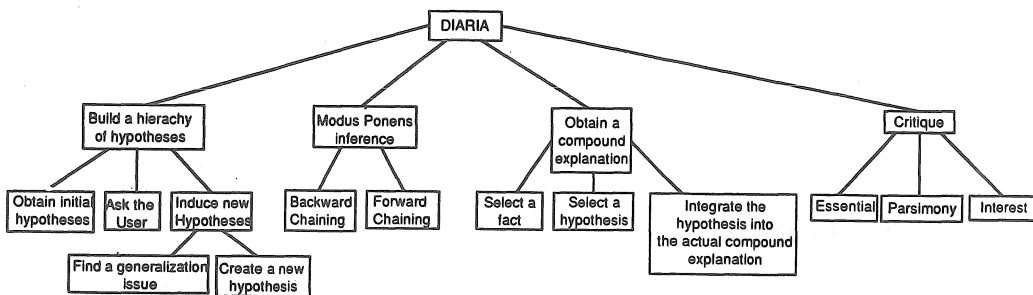 DIARIA
Build a hierachy
of hypotheses
Modus Ponens
inference
Obtain a
compound
explanation
Critique
Obtain initial
hypotheses
Ask the
User
Induce new
Hypotheses
Backward
Chaining
Forward
Chaining
Select a
fact
Select a
hypothesis
Integrate the
hypothesis into
the actual compound
explanation
Essential
Parsimony
Interest
Find a generalization
issue
Create a new
hypothesis